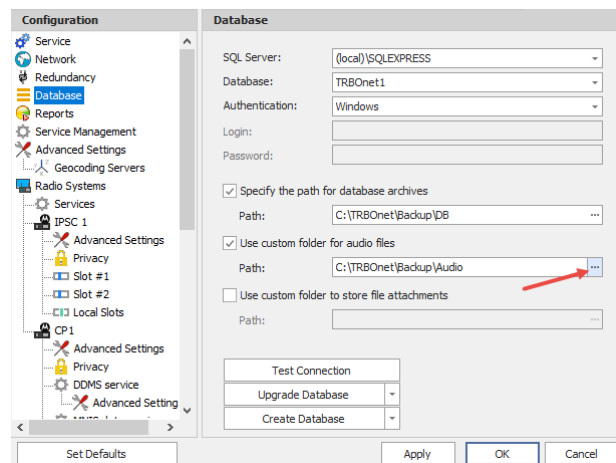 Configuration
Service
Network
Redundancy
Database
Reports
Service Management
Advanced Settings
Geocoding Servers
Radio Systems
Services
IPSC 1
Advanced Settings
Privacy
Slot #1
Slot #2
Local Slots
CP1
Advanced Settings
Privacy
DDMS service
Advanced Setting
Set Defaults
Database
SQL Server: (local)\SQLEXPRESS
Database: TRBOnet1
Authentication: Windows
Login:
Password:
Specify the path for database archives
Path: C:\TRBOnet\Backup\DB ...
Use custom folder for audio files
Path: C:\TRBOnet\Backup\Audio ...
Use custom folder to store file attachments
Path: ...
Test Connection
Upgrade Database
Create Database
Apply OK Cancel